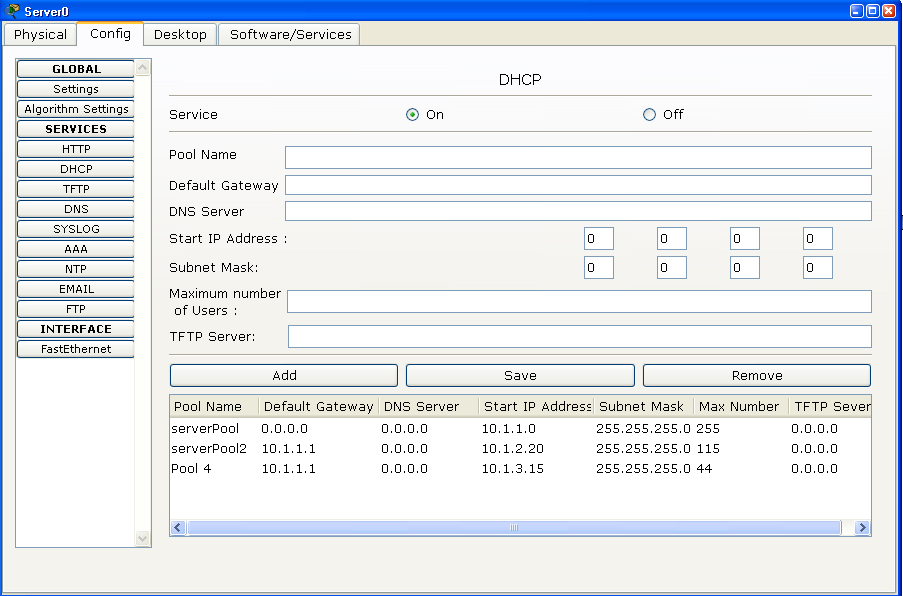 Server0
Physical Config Desktop Software/Services
GLOBAL
Settings
Algorithm Settings
SERVICES
HTTP
DHCP
TFTP
DNS
SYSLOG
AAA
NTP
EMAIL
FTP
INTERFACE
FastEthernet
DHCP
Service On Off
Pool Name
Default Gateway
DNS Server
Start IP Address : 0 0 0 0
Subnet Mask: 0 0 0 0
Maximum number
of Users :
TFTP Server:
Add Save Remove
Pool Name Default Gateway DNS Server Start IP Address Subnet Mask Max Number TFTP Sever
serverPool 0.0.0.0 0.0.0.0 10.1.1.0 255.255.255.0 255 0.0.0.0
serverPool2 10.1.1.1 0.0.0.0 10.1.2.20 255.255.255.0 115 0.0.0.0
Pool 4 10.1.1.1 0.0.0.0 10.1.3.15 255.255.255.0 44 0.0.0.0